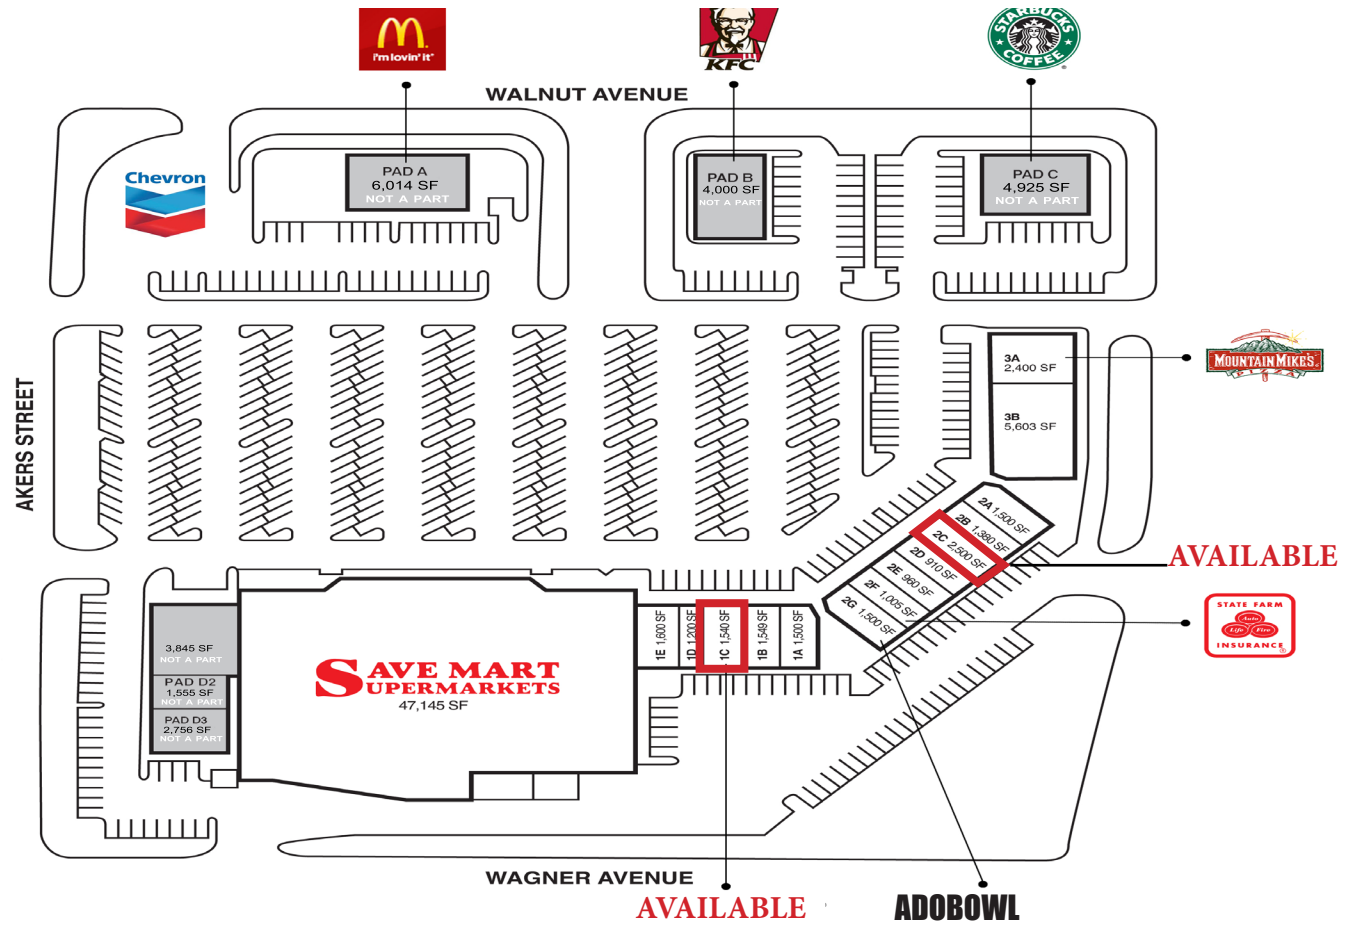 i'm lovin' it
KFC
STARBUCKS
COFFEE
WALNUT AVENUE
Chevron
PAD A
6,014 SF
NOT A PART
PAD B
4,000 SF
NOT A PART
PAD C
4,925 SF
NOT A PART
AKERS STREET
3A
2,400 SF
MOUNTAIN MIKE'S
PIZZA
3B
5,603 SF
2A 1,500 SF
2B 1,380 SF
2C 2,500 SF
2D 910 SF
2E 960 SF
2F 1,005 SF
2G 1,500 SF
AVAILABLE
STATE FARM
Auto
Life Fire
INSURANCE
3,845 SF
NOT A PART
PAD D2
1,555 SF
NOT A PART
PAD D3
2,756 SF
NOT A PART
SAVE MART
SUPERMARKETS
47,145 SF
1E 1,600 SF
1D 1,200 SF
1C 1,540 SF
1B 1,549 SF
1A 1,500 SF
WAGNER AVENUE
AVAILABLE
ADOBOWL